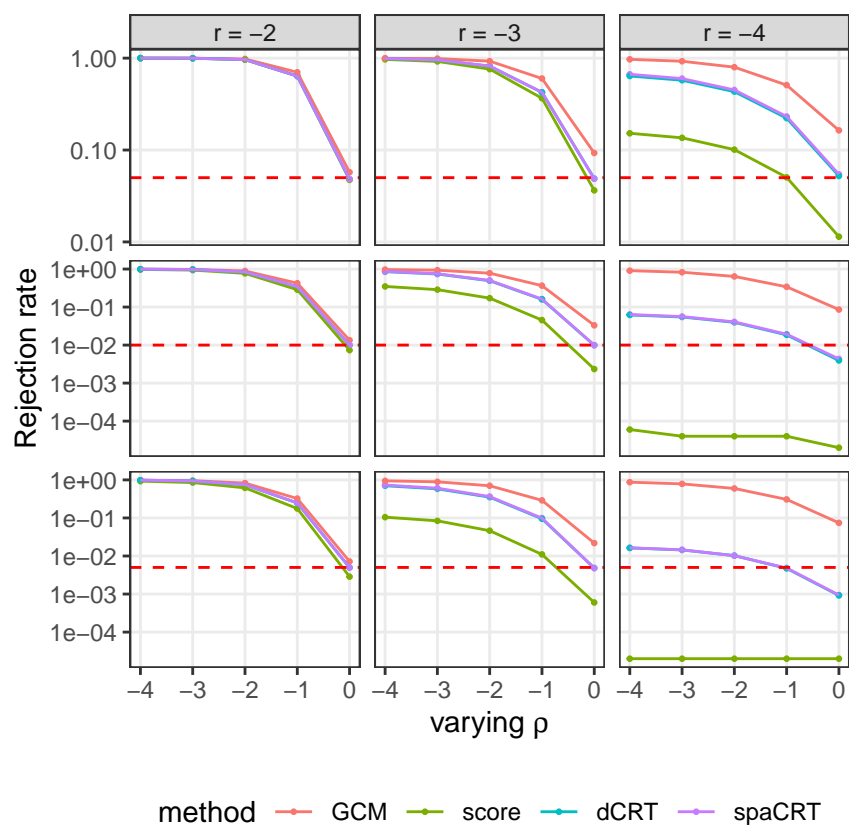 r = −2 r = −3 r = −4
1.00
0.10
0.01
1e+00
1e−01
1e−02
1e−03
1e−04
1e+00
1e−01
1e−02
1e−03
1e−04
Rejection rate
−4 −3 −2 −1 0 −4 −3 −2 −1 0 −4 −3 −2 −1 0
varying ρ
method GCM score dCRT spaCRT